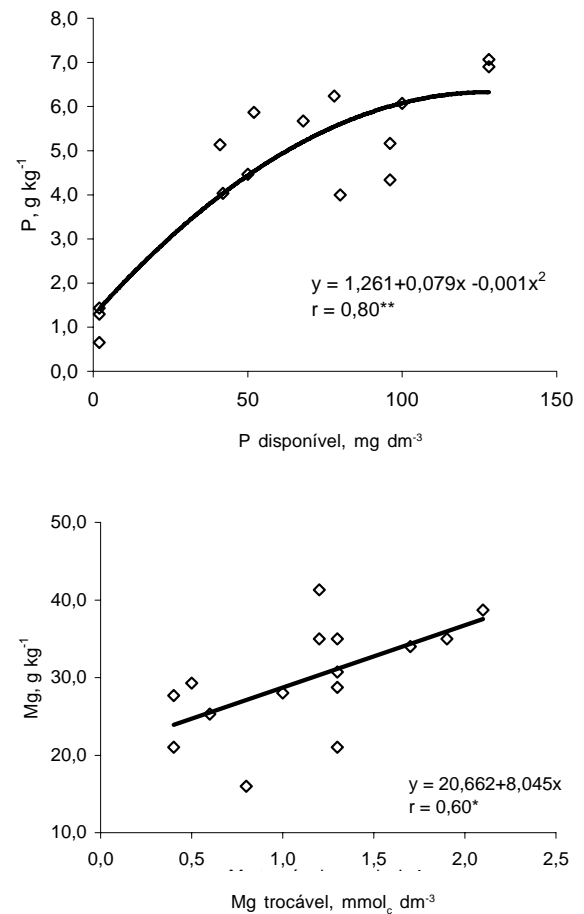 8,0
7,0
6,0
5,0
4,0
3,0
2,0
1,0
0,0
P, g kg⁻¹
y = 1,261+0,079x -0,001x²
r = 0,80**
0 50 100 150
P disponível, mg dm⁻³
50,0
40,0
30,0
20,0
10,0
Mg, g kg⁻¹
y = 20,662+8,045x
r = 0,60*
0,0 0,5 1,0 1,5 2,0 2,5
Mg trocável, mmol_c dm⁻³